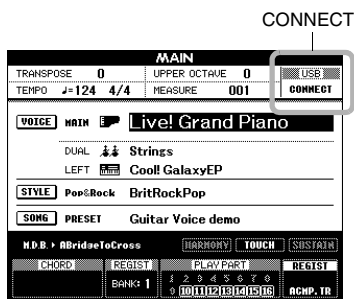 CONNECT
MAIN
TRANSPOSE 0 UPPER OCTAVE 0 USB
TEMPO ♩=124 4/4 MEASURE 001 CONNECT
VOICE MAIN Live! Grand Piano
DUAL Strings
LEFT Cool! GalaxyEP
STYLE Pop&Rock BritRockPop
SONG PRESET Guitar Voice demo
M.D.B. ▸ ABridgeToCross HARMONY TOUCH SUSTAIN
CHORD REGIST PLAY PART REGIST
BANK: 1 1 2 3 4 5 6 7 8
9 10 11 12 13 14 15 16 ACMP. TR